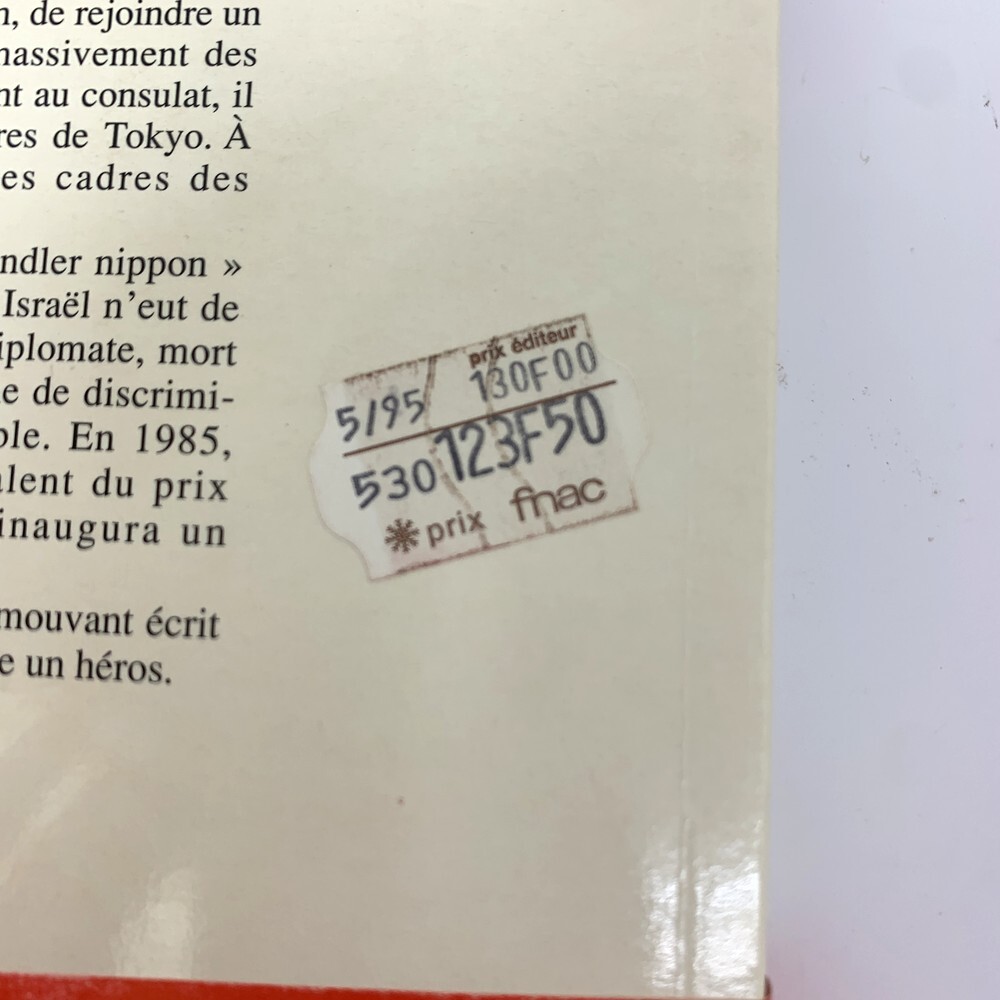 , de rejoindre un
massivement des
nt au consulat, il
res de Tokyo. À
es cadres des
ndler nippon »
Israël n'eut de
iplomate, mort
e de discrimi-
ble. En 1985,
alent du prix
inaugura un
mouvant écrit
e un héros.
prix éditeur
5/95 130F00
530 123F50
prix fnac